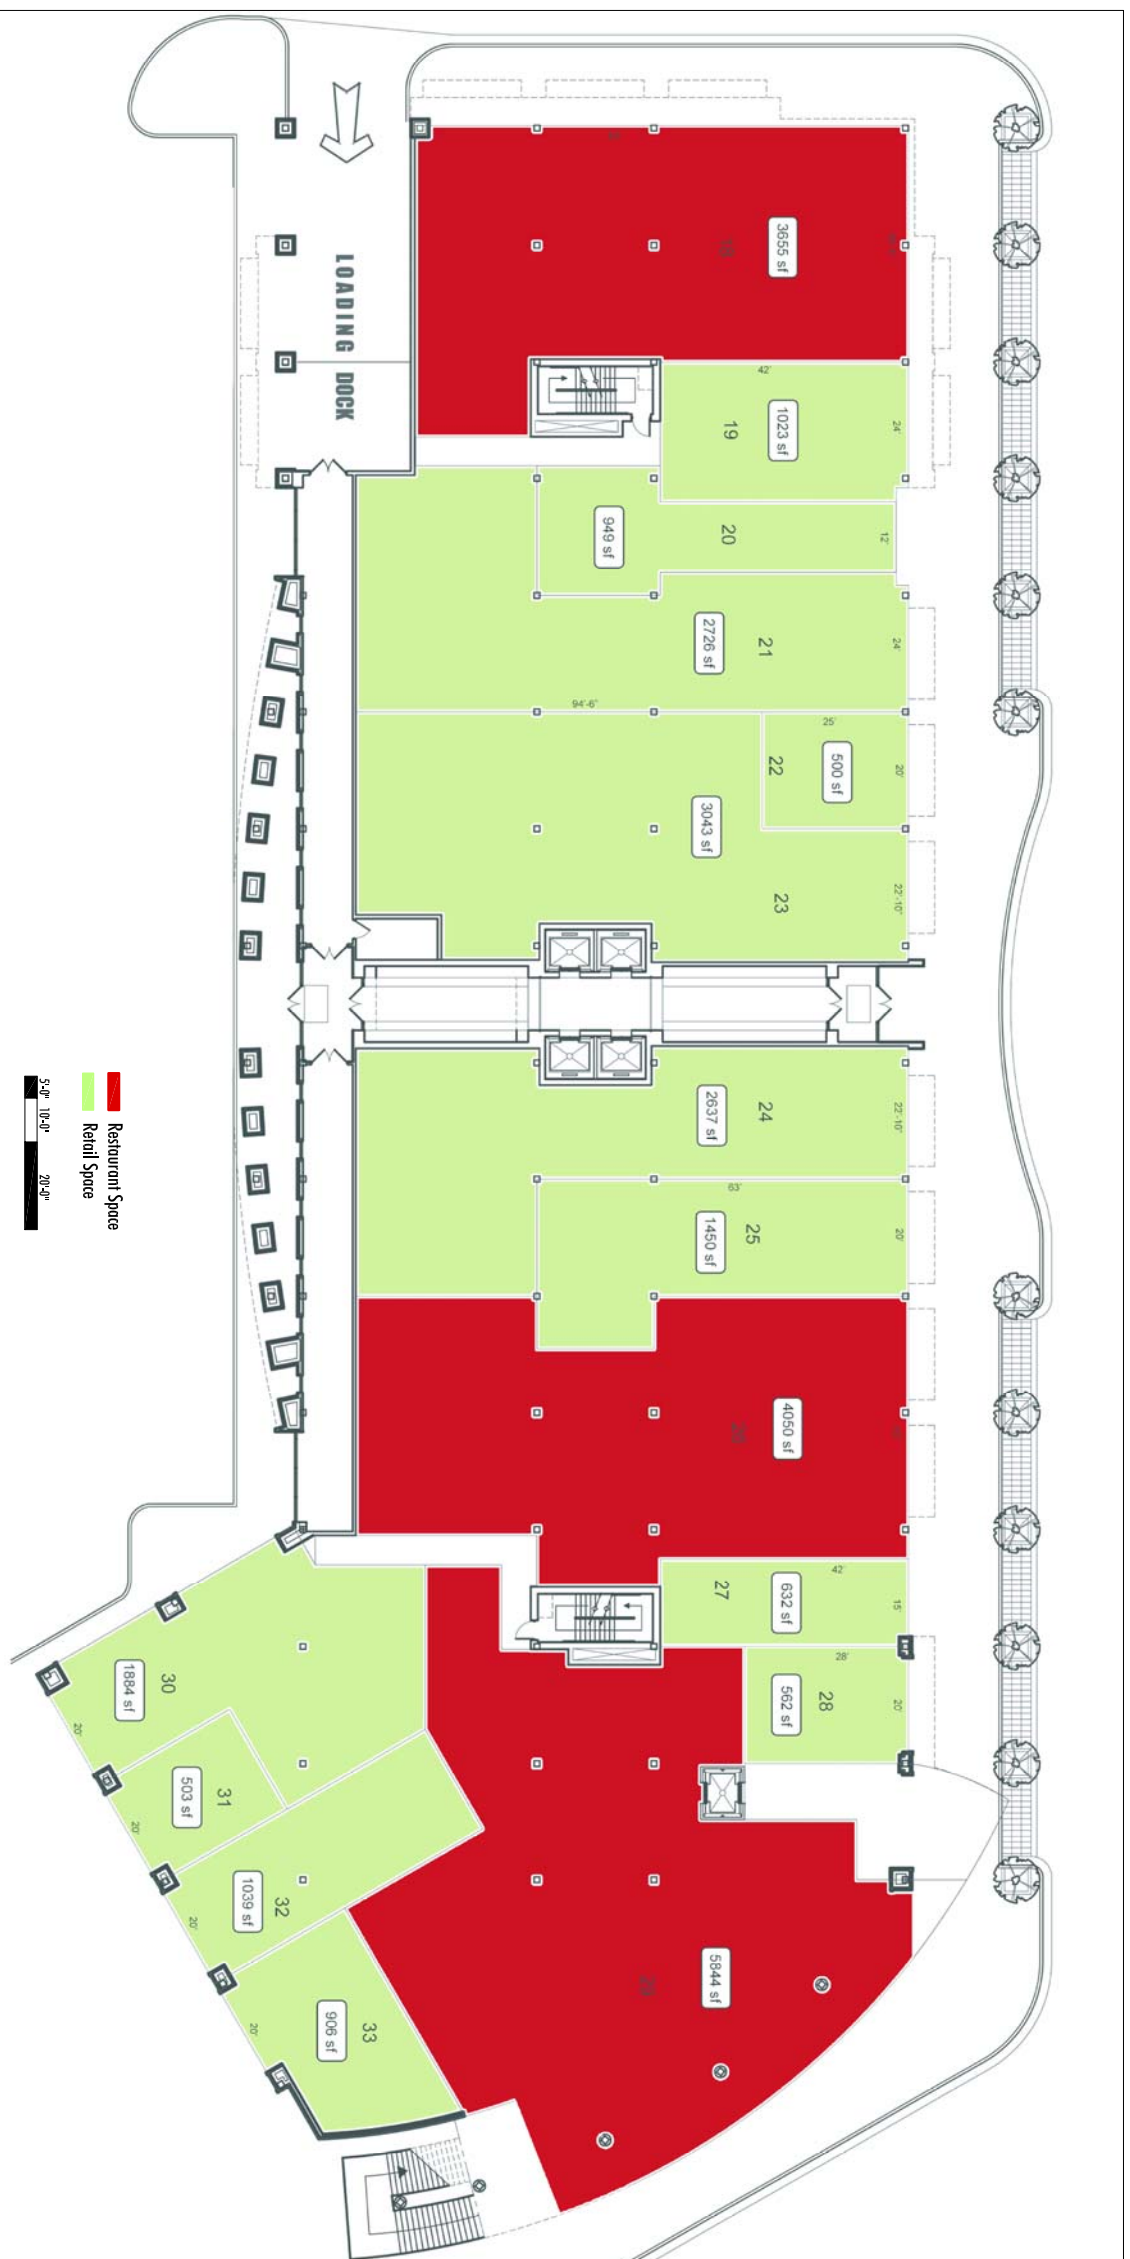 LOADING DOCK
3655 sf
18
42'
24'
1023 sf
19
12'
20
949 sf
24'
21
2726 sf
94'-6"
25'
20'
500 sf
22
3043 sf
22'-10"
23
22'-10"
24
2637 sf
63'
20'
25
1450 sf
4050 sf
42'
15'
632 sf
27
28'
20'
28
562 sf
5844 sf
30
1884 sf
20'
31
503 sf
20'
32
1039 sf
20'
33
906 sf
20'
Restaurant Space
Retail Space
5'-0" 10'-0" 20'-0"